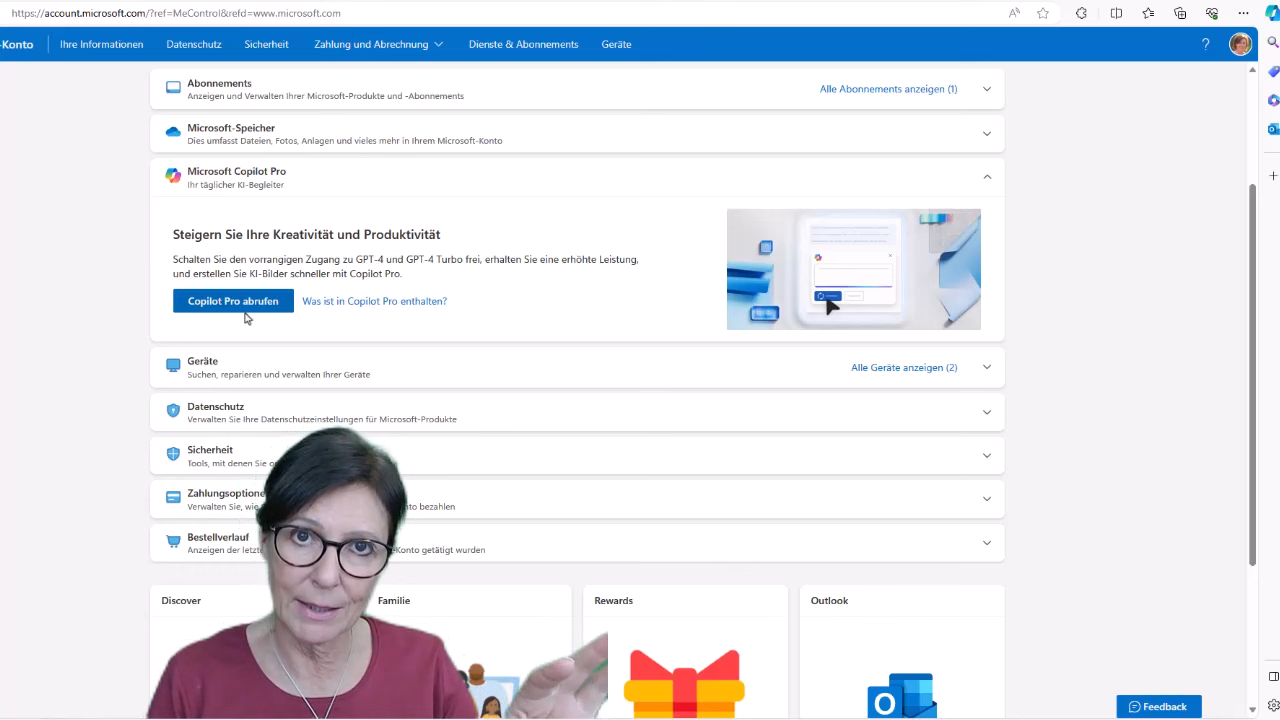 https://account.microsoft.com/?ref=MeControl&refd=www.microsoft.com
-Konto
Ihre Informationen
Datenschutz
Sicherheit
Zahlung und Abrechnung
Dienste & Abonnements
Geräte
?
Abonnements
Anzeigen und Verwalten Ihrer Microsoft-Produkte und -Abonnements
Alle Abonnements anzeigen (1)
Microsoft-Speicher
Dies umfasst Dateien, Fotos, Anlagen und vieles mehr in Ihrem Microsoft-Konto
Microsoft Copilot Pro
Ihr täglicher KI-Begleiter
Steigern Sie Ihre Kreativität und Produktivität
Schalten Sie den vorrangigen Zugang zu GPT-4 und GPT-4 Turbo frei, erhalten Sie eine erhöhte Leistung,
und erstellen Sie KI-Bilder schneller mit Copilot Pro.
Copilot Pro abrufen
Was ist in Copilot Pro enthalten?
Geräte
Suchen, reparieren und verwalten Ihrer Geräte
Alle Geräte anzeigen (2)
Datenschutz
Verwalten Sie Ihre Datenschutzeinstellungen für Microsoft-Produkte
Sicherheit
Tools, mit denen Sie
Zahlungsoptione
Verwalten Sie, wie
nto bezahlen
Bestellverlauf
Anzeigen der letzte
-Konto getätigt wurden
Discover
Familie
Rewards
Outlook
O
Feedback